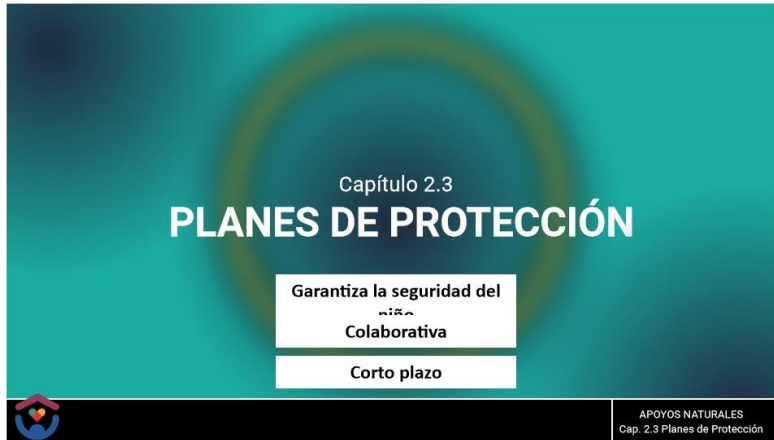 Capítulo 2.3
PLANES DE PROTECCIÓN
Garantiza la seguridad del
niño
Colaborativa
Corto plazo
APOYOS NATURALES
Cap. 2.3 Planes de Protección